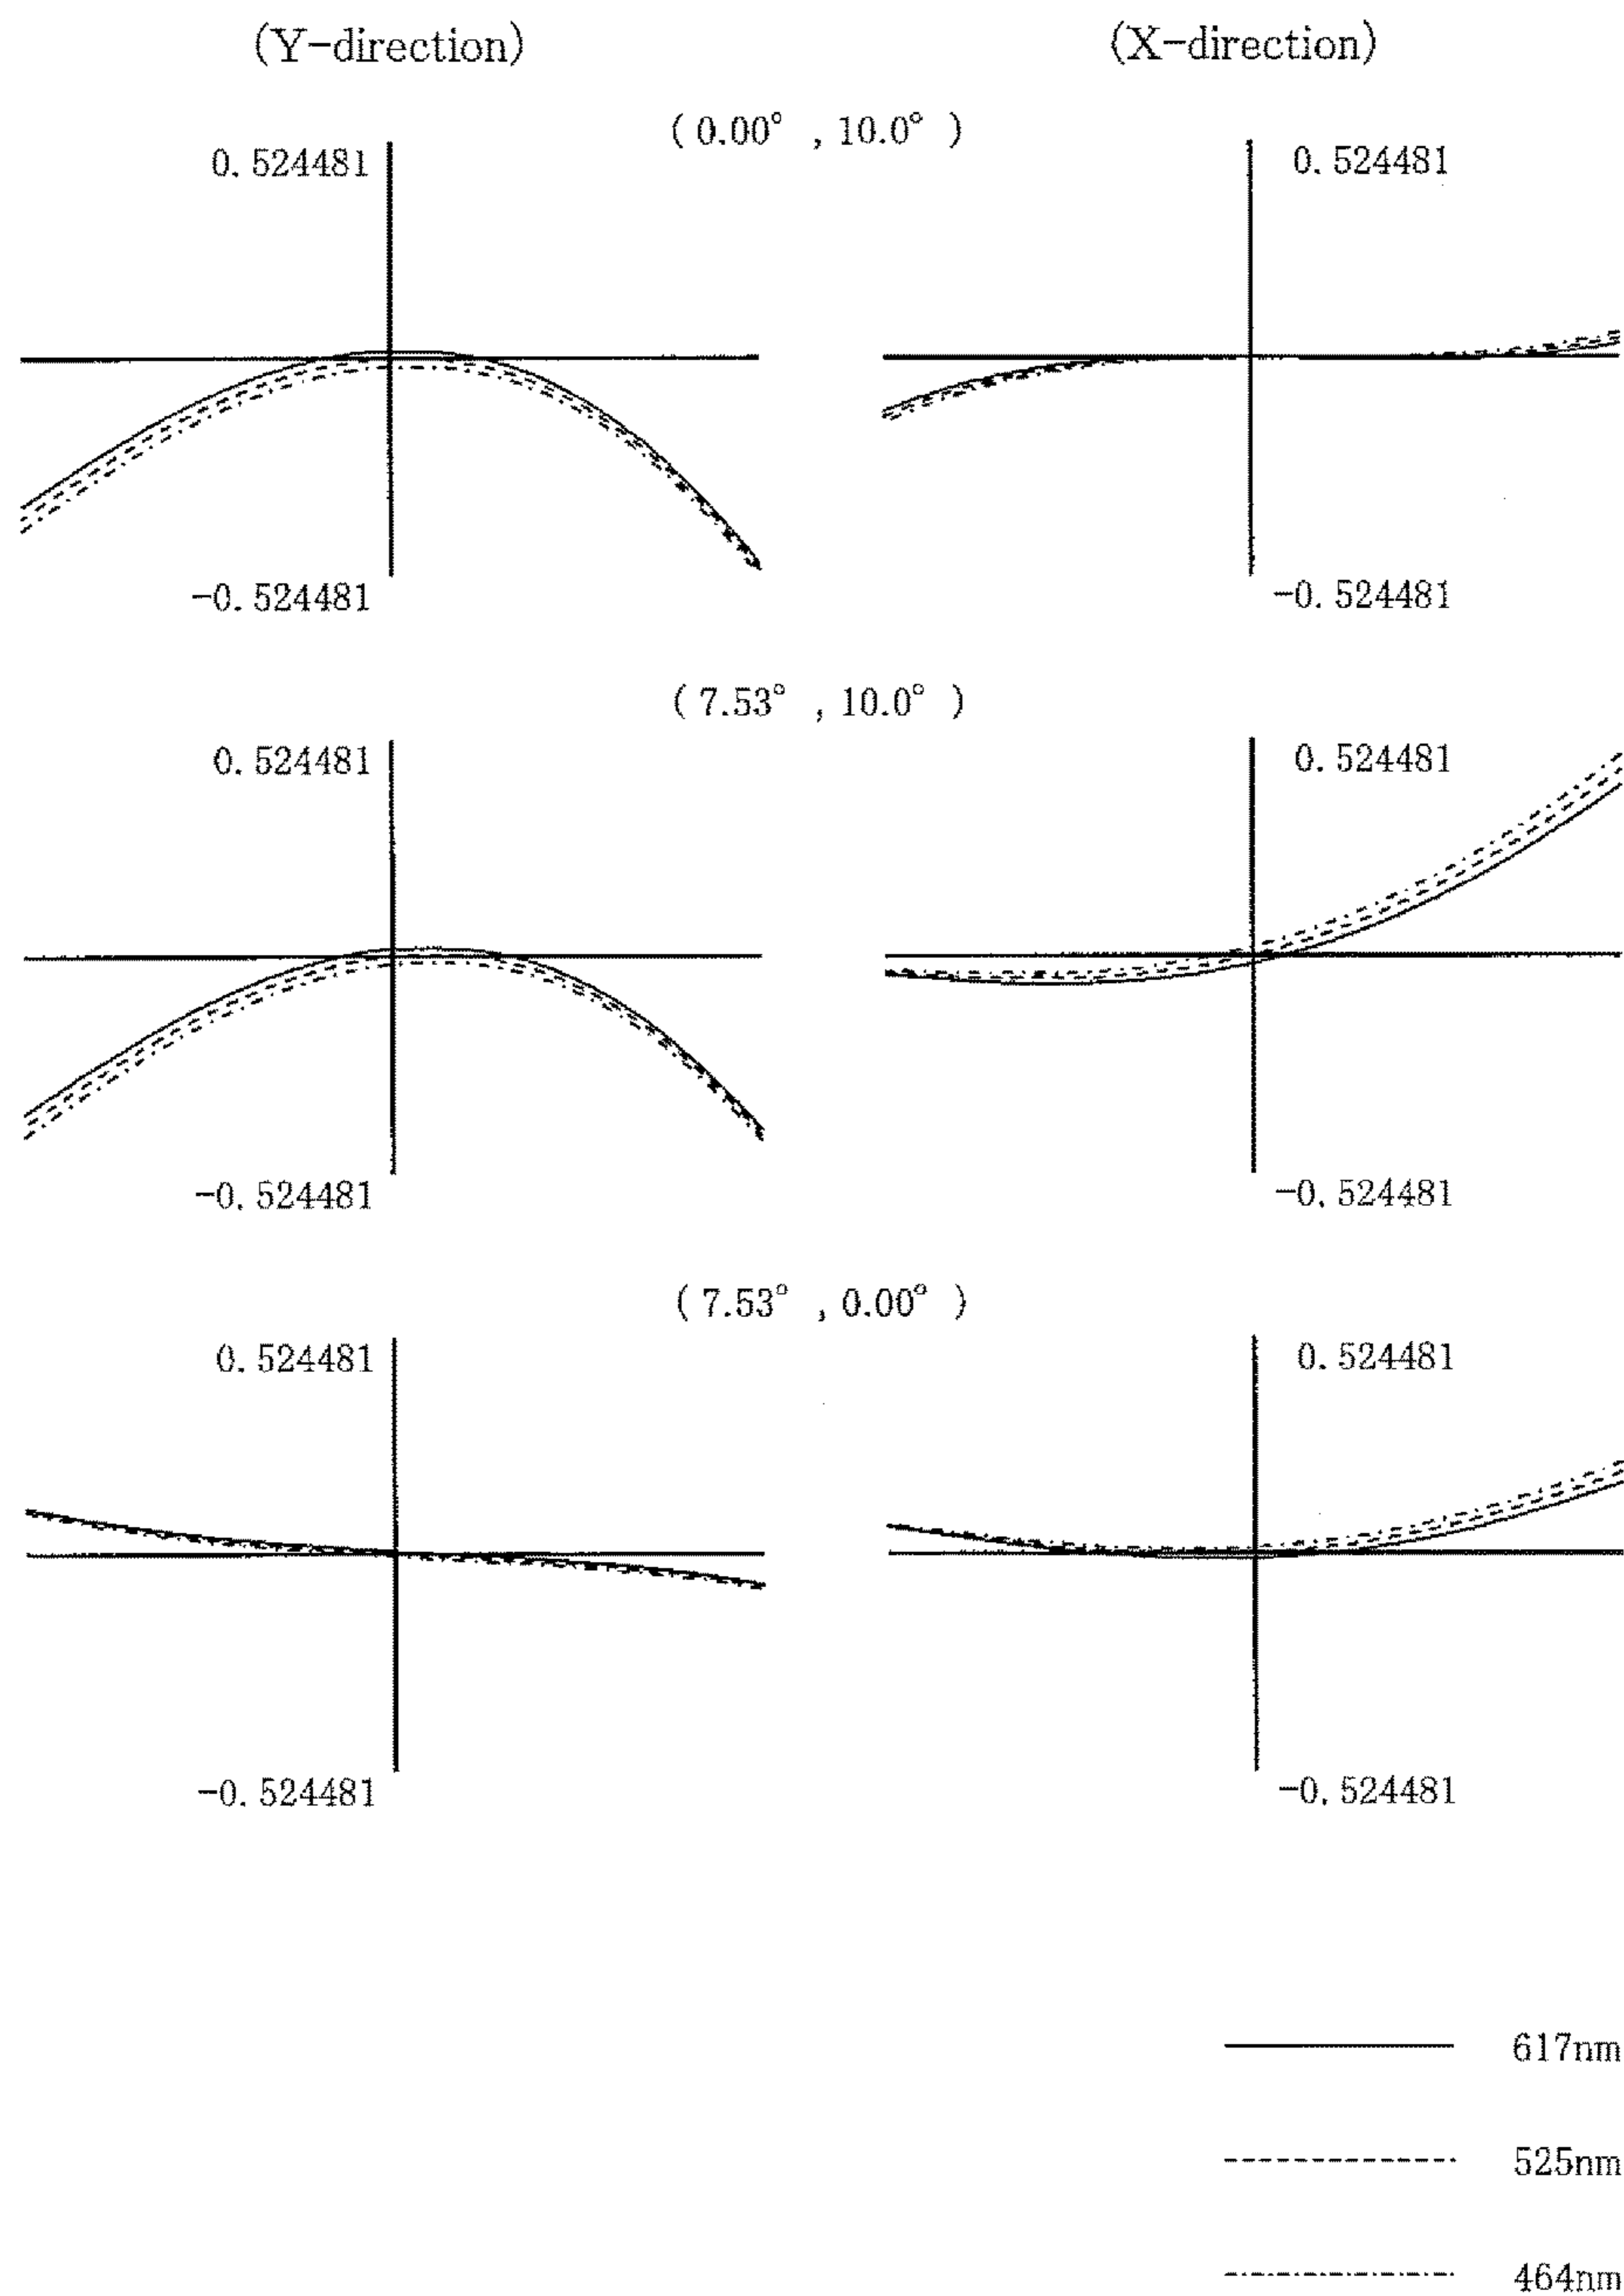 (Y-direction) (X-direction)
( 0.00° , 10.0° )
0.524481 0.524481
-0.524481 -0.524481
( 7.53° , 10.0° )
0.524481 0.524481
-0.524481 -0.524481
( 7.53° , 0.00° )
0.524481 0.524481
-0.524481 -0.524481
617nm
525nm
464nm